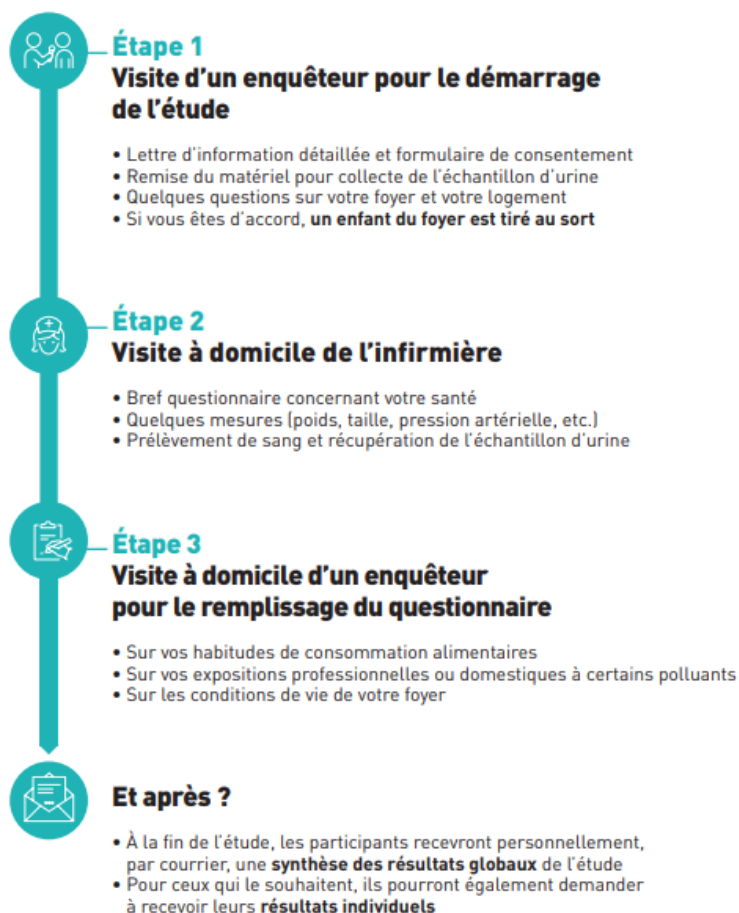 Étape 1
Visite d'un enquêteur pour le démarrage
de l'étude
• Lettre d'information détaillée et formulaire de consentement
• Remise du matériel pour collecte de l'échantillon d'urine
• Quelques questions sur votre foyer et votre logement
• Si vous êtes d'accord, un enfant du foyer est tiré au sort
Étape 2
Visite à domicile de l'infirmière
• Bref questionnaire concernant votre santé
• Quelques mesures (poids, taille, pression artérielle, etc.)
• Prélèvement de sang et récupération de l'échantillon d'urine
Étape 3
Visite à domicile d'un enquêteur
pour le remplissage du questionnaire
• Sur vos habitudes de consommation alimentaires
• Sur vos expositions professionnelles ou domestiques à certains polluants
• Sur les conditions de vie de votre foyer
Et après ?
• À la fin de l'étude, les participants recevront personnellement,
par courrier, une synthèse des résultats globaux de l'étude
• Pour ceux qui le souhaitent, ils pourront également demander
à recevoir leurs résultats individuels